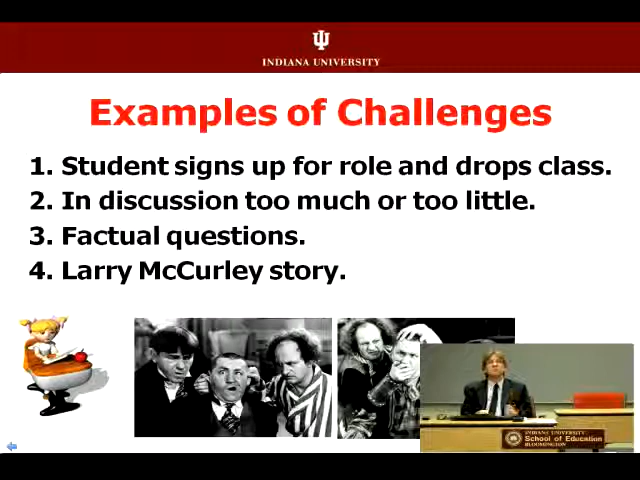 INDIANA UNIVERSITY
Examples of Challenges
1. Student signs up for role and drops class.
2. In discussion too much or too little.
3. Factual questions.
4. Larry McCurley story.
INDIANA UNIVERSITY
School of Education
BLOOMINGTON